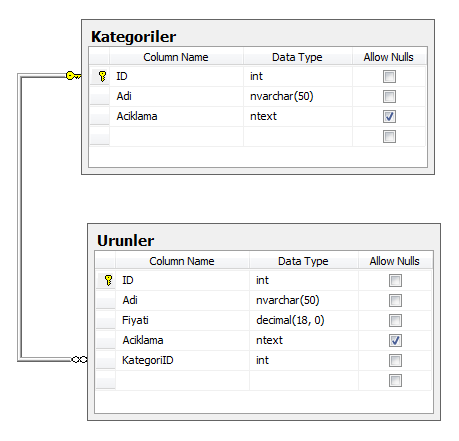 Kategoriler
Column Name Data Type Allow Nulls
ID int
Adi nvarchar(50)
Aciklama ntext
Urunler
Column Name Data Type Allow Nulls
ID int
Adi nvarchar(50)
Fiyati decimal(18, 0)
Aciklama ntext
KategoriID int